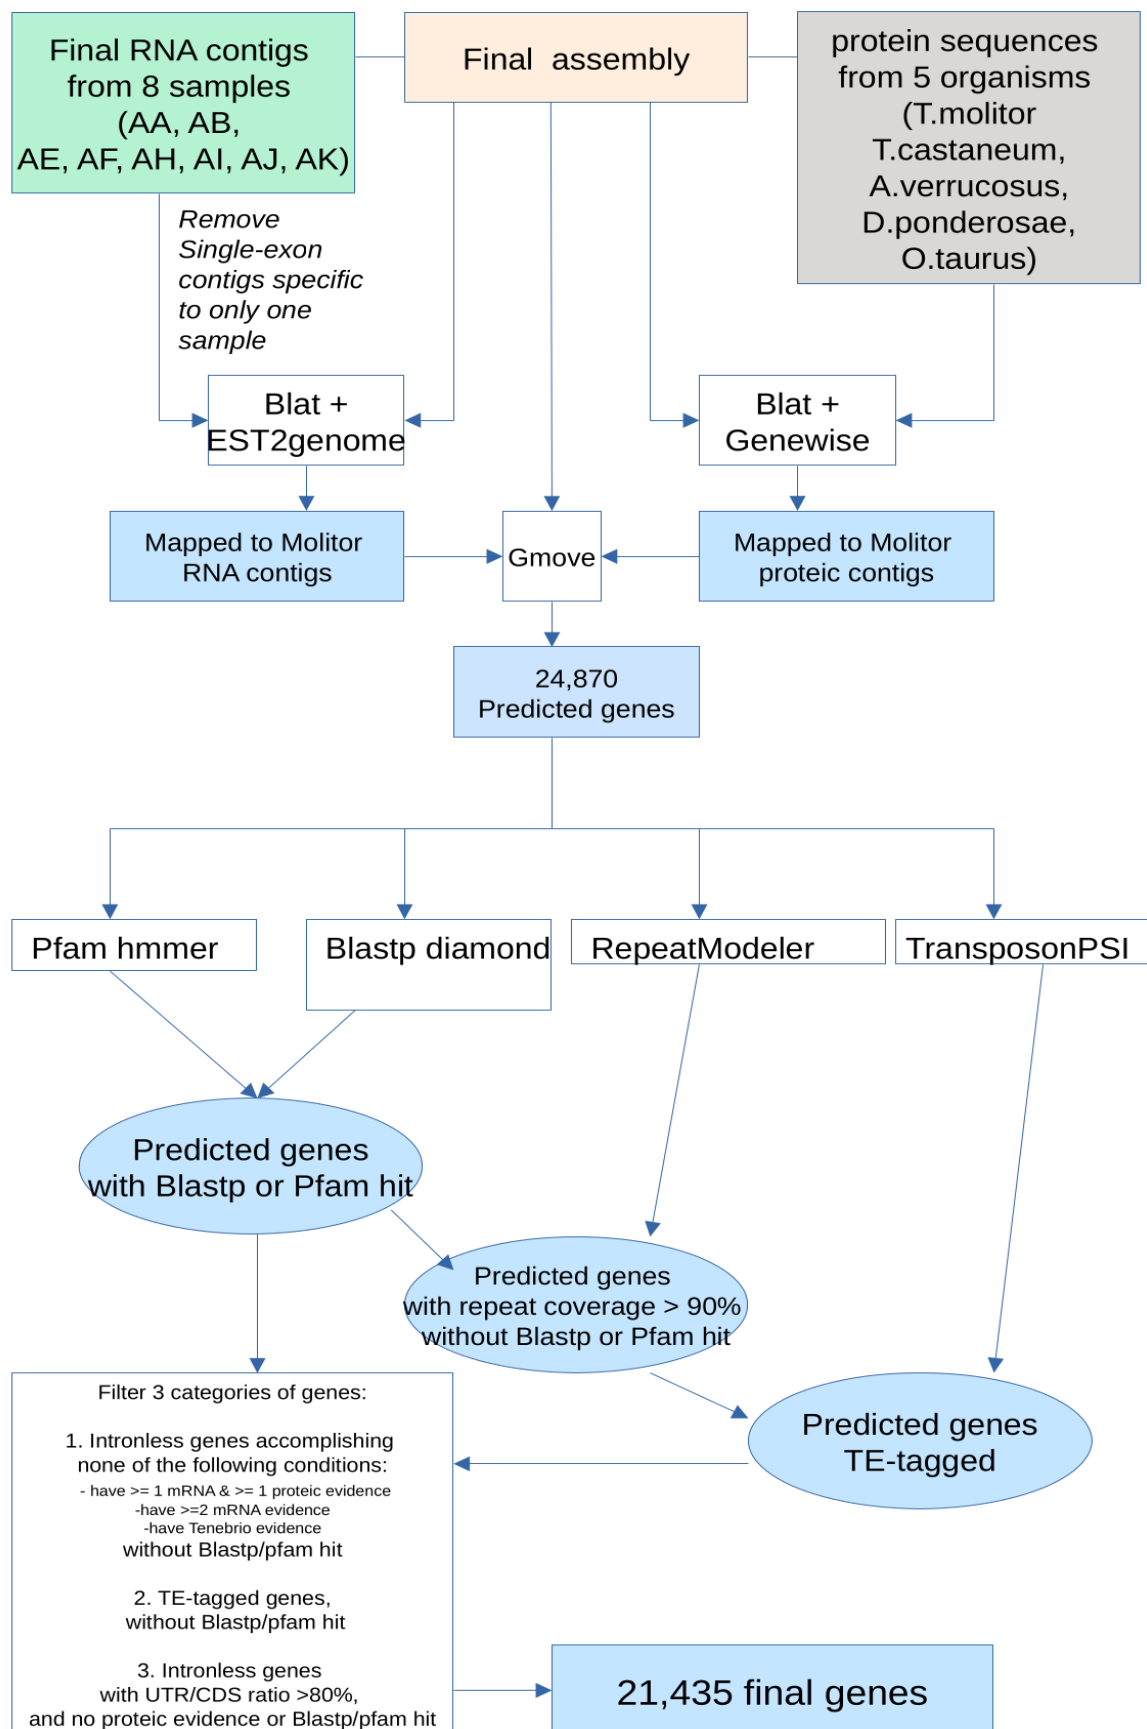 Final RNA contigs
from 8 samples
(AA, AB,
AE, AF, AH, AI, AJ, AK)
Final assembly
protein sequences
from 5 organisms
(T.molitor
T.castaneum,
A.verrucosus,
D.ponderosae,
O.taurus)
Remove
Single-exon
contigs specific
to only one
sample
Blat +
EST2genome
Blat +
Genewise
Mapped to Molitor
RNA contigs
Gmove
Mapped to Molitor
proteic contigs
24,870
Predicted genes
Pfam hmmer
Blastp diamond
RepeatModeler
TransposonPSI
Predicted genes
with Blastp or Pfam hit
Predicted genes
with repeat coverage > 90%
without Blastp or Pfam hit
Predicted genes
TE-tagged
Filter 3 categories of genes:
1. Intronless genes accomplishing
none of the following conditions:
- have >= 1 mRNA & >= 1 proteic evidence
-have >=2 mRNA evidence
-have Tenebrio evidence
without Blastp/pfam hit
2. TE-tagged genes,
without Blastp/pfam hit
3. Intronless genes
with UTR/CDS ratio >80%,
and no proteic evidence or Blastp/pfam hit
21,435 final genes